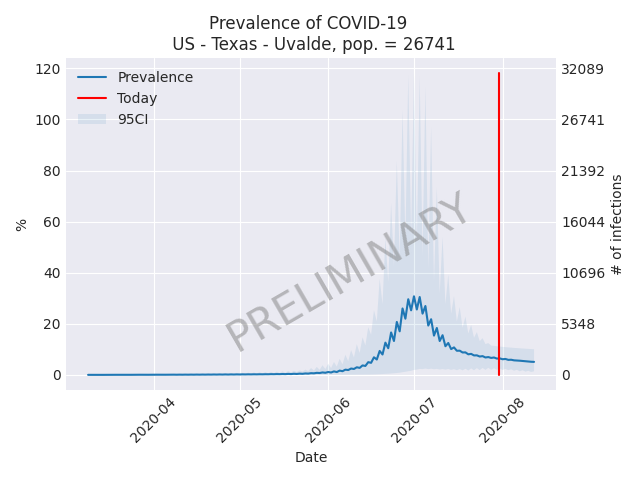 Prevalence of COVID-19
US - Texas - Uvalde, pop. = 26741
Prevalence
Today
95CI
120
100
80
60
40
20
0
%
32089
26741
21392
16044
10696
5348
0
# of infections
PRELIMINARY
2020-04
2020-05
2020-06
2020-07
2020-08
Date